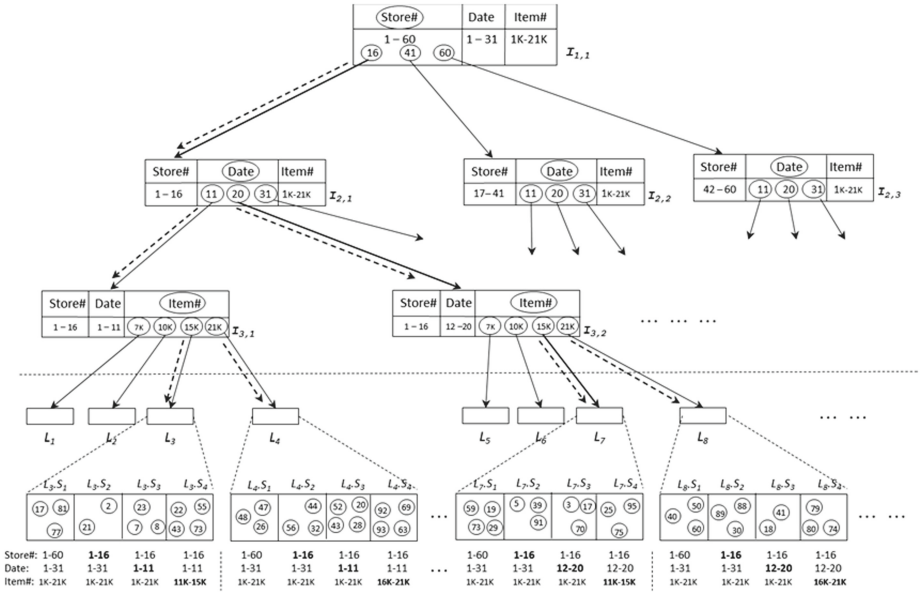 Store# Date Item#
1 – 60 1 – 31 1K-21K
16 41 60
I1,1
Store# Date Item#
1 – 16 11 20 31 1K-21K
I2,1
Store# Date Item#
17–41 11 20 31 1K-21K
I2,2
Store# Date Item#
42 – 60 11 20 31 1K-21K
I2,3
Store# Date Item#
1 – 16 1 – 11 7K 10K 15K 21K
I3,1
Store# Date Item#
1 – 16 12 –20 7K 10K 15K 21K
I3,2
... ... ...
L1 L2 L3 L4 L5 L6 L7 L8 ... ...
L3.S1 L3.S2 L3.S3 L3.S4 L4.S1 L4.S2 L4.S3 L4.S4 L7.S1 L7.S2 L7.S3 L7.S4 L8.S1 L8.S2 L8.S3 L8.S4
17 81 77
2 21
23 7 8
22 55 43 73
48 47 26
44 56 32
52 20 43 28
92 69 93 63
...
59 19 73 29
5 39 91
3 17 70
25 95 75
40 50 60
89 88 30
41 18
79 80 74
... ...
Store#: 1-60 1-16 1-16 1-16 1-60 1-16 1-16 1-16 1-60 1-16 1-16 1-16 1-60 1-16 1-16 1-16
Date: 1-31 1-31 1-11 1-11 1-31 1-31 1-11 1-11 ... 1-31 1-31 12-20 12-20 1-31 1-31 12-20 12-20
Item#: 1K-21K 1K-21K 1K-21K 11K-15K 1K-21K 1K-21K 1K-21K 16K-21K 1K-21K 1K-21K 1K-21K 11K-15K 1K-21K 1K-21K 1K-21K 16K-21K